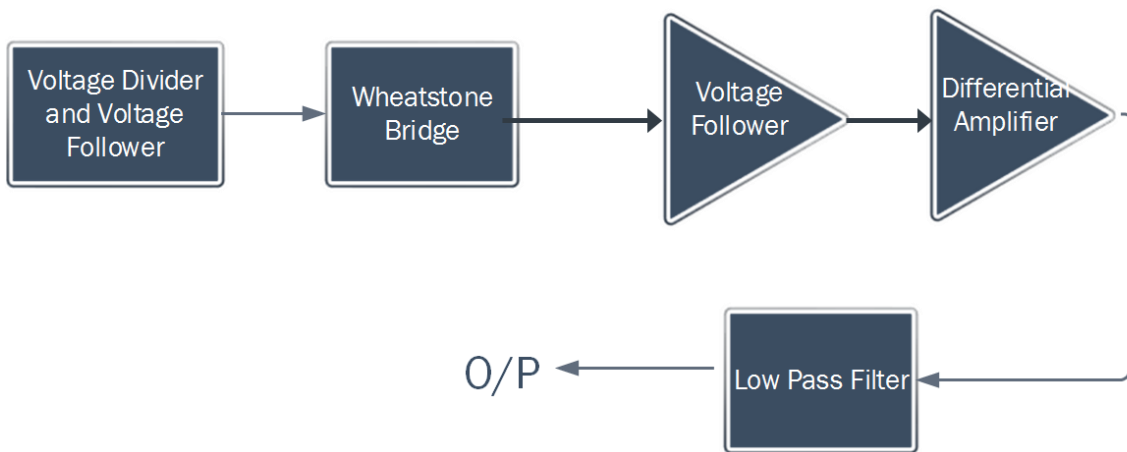 Voltage Divider
and Voltage
Follower
Wheatstone
Bridge
Voltage
Follower
Differential
Amplifier
Low Pass Filter
O/P